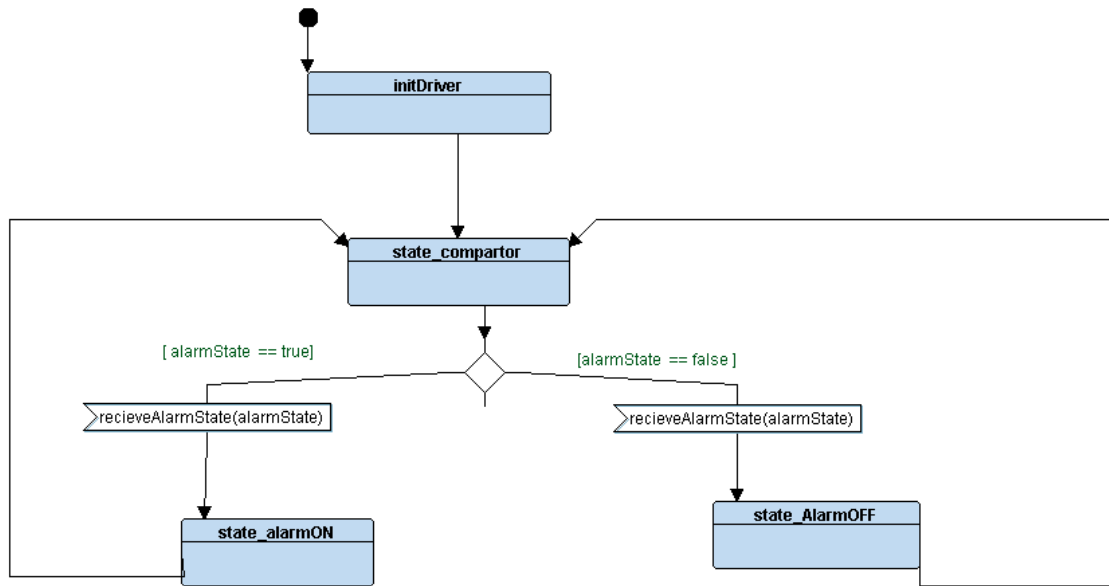 initDriver
state_compartor
[ alarmState == true]
[alarmState == false ]
recieveAlarmState(alarmState)
recieveAlarmState(alarmState)
state_alarmON
state_AlarmOFF